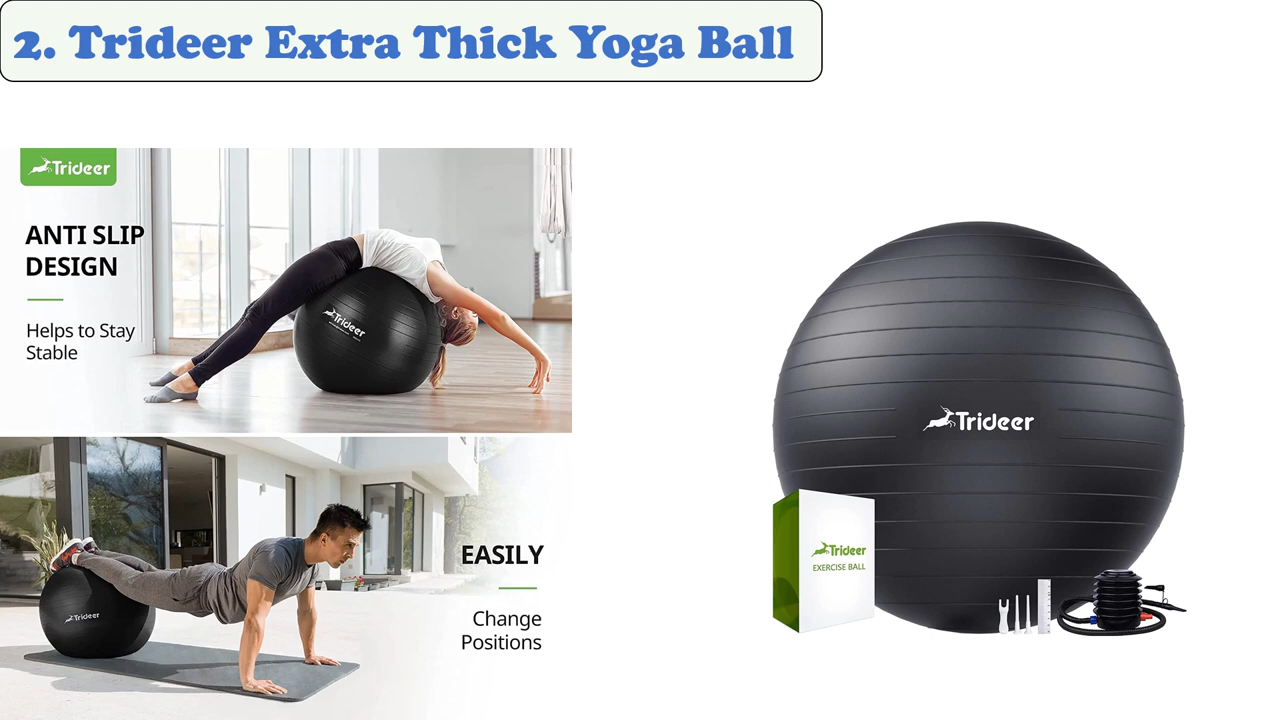 2. Trideer Extra Thick Yoga Ball
Trideer
ANTI SLIP
DESIGN
Helps to Stay
Stable
Trideer
EASILY
Change
Positions
Trideer
Trideer
Trideer
EXERCISE BALL